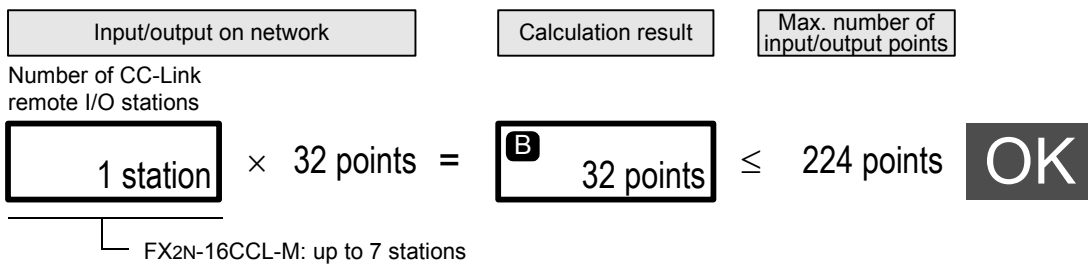 Input/output on network
Calculation result
Max. number of
input/output points
Number of CC-Link
remote I/O stations
1 station × 32 points = B 32 points ≤ 224 points OK
FX2N-16CCL-M: up to 7 stations